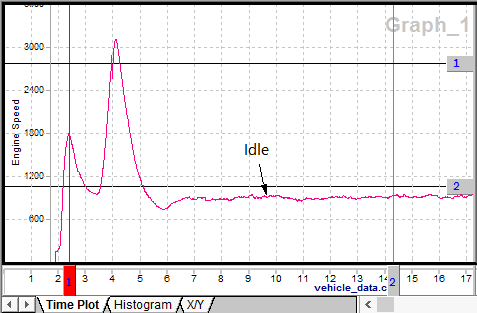 Graph_1
3000
1
Engine Speed
1800
Idle
1200
2
600
1 2 3 4 5 6 7 8 9 10 11 12 13 14 15 16 17
1 2
vehicle_data.c
Time Plot Histogram X/Y